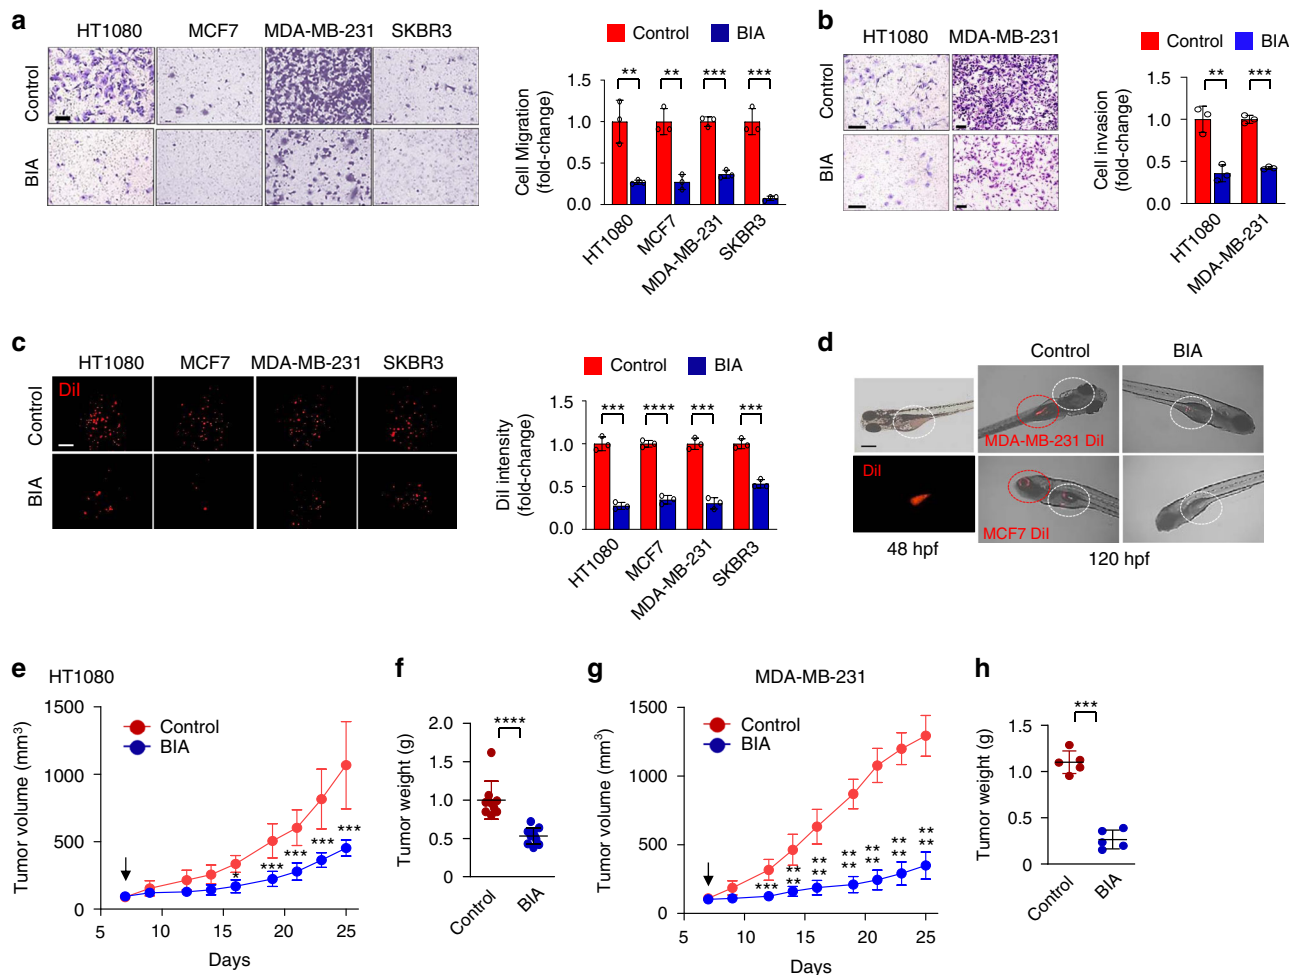 a
HT1080 MCF7 MDA-MB-231 SKBR3
Control
BIA
Control BIA
Cell Migration
(fold-change)
1.5
1.0
0.5
0.0
** ** *** ***
HT1080
MCF7
MDA-MB-231
SKBR3
b
HT1080 MDA-MB-231
Control
BIA
Control BIA
Cell invasion
(fold-change)
1.5
1.0
0.5
0.0
** ***
HT1080
MDA-MB-231
c
HT1080 MCF7 MDA-MB-231 SKBR3
DiI
Control
BIA
Control BIA
DiI intensity
(fold-change)
1.5
1.0
0.5
0.0
*** **** *** ***
HT1080
MCF7
MDA-MB-231
SKBR3
d
Control BIA
MDA-MB-231 DiI
DiI
MCF7 DiI
48 hpf
120 hpf
e
HT1080
Control
BIA
Tumor volume (mm³)
1500
1000
500
0
* *** *** *** ***
5 10 15 20 25
Days
f
Tumor weight (g)
2.0
1.5
1.0
0.5
0
****
Control
BIA
g
MDA-MB-231
Control
BIA
Tumor volume (mm³)
1500
1000
500
0
** ** ** ** ** **
*** ** ** ** ** ** **
5 10 15 20 25
Days
h
Tumor weight (g)
1.5
1.0
0.5
0
***
Control
BIA